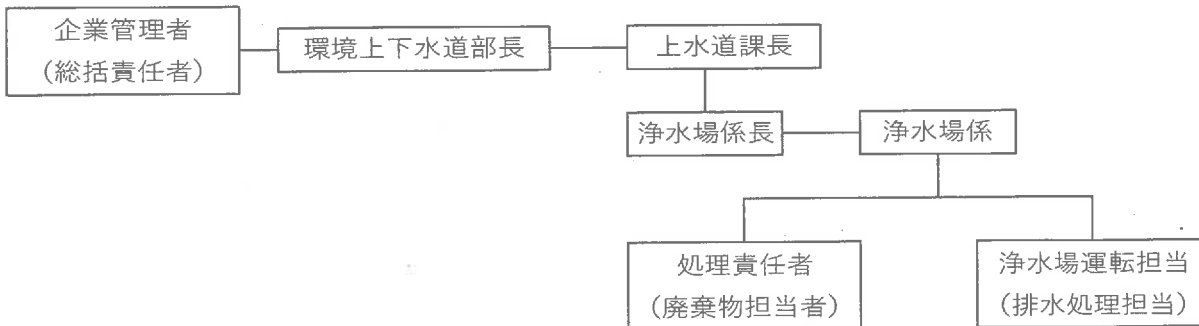 企業管理者
(総括責任者)
環境上下水道部長
上水道課長
浄水場係長
浄水場係
処理責任者
(廃棄物担当者)
浄水場運転担当
(排水処理担当)